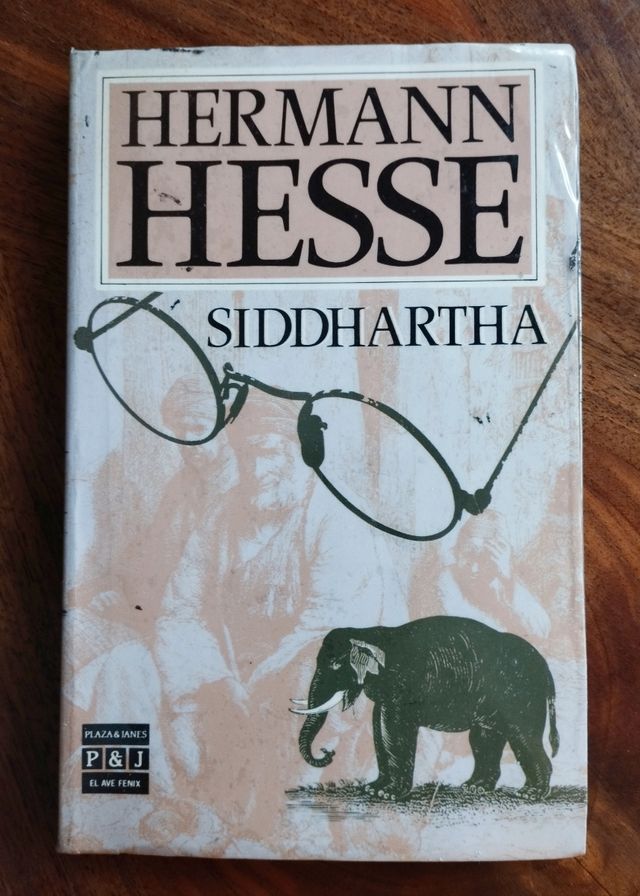 HERMANN
HESSE
SIDDHARTHA
PLAZA & JANES
P & J
EL AVE FENIX